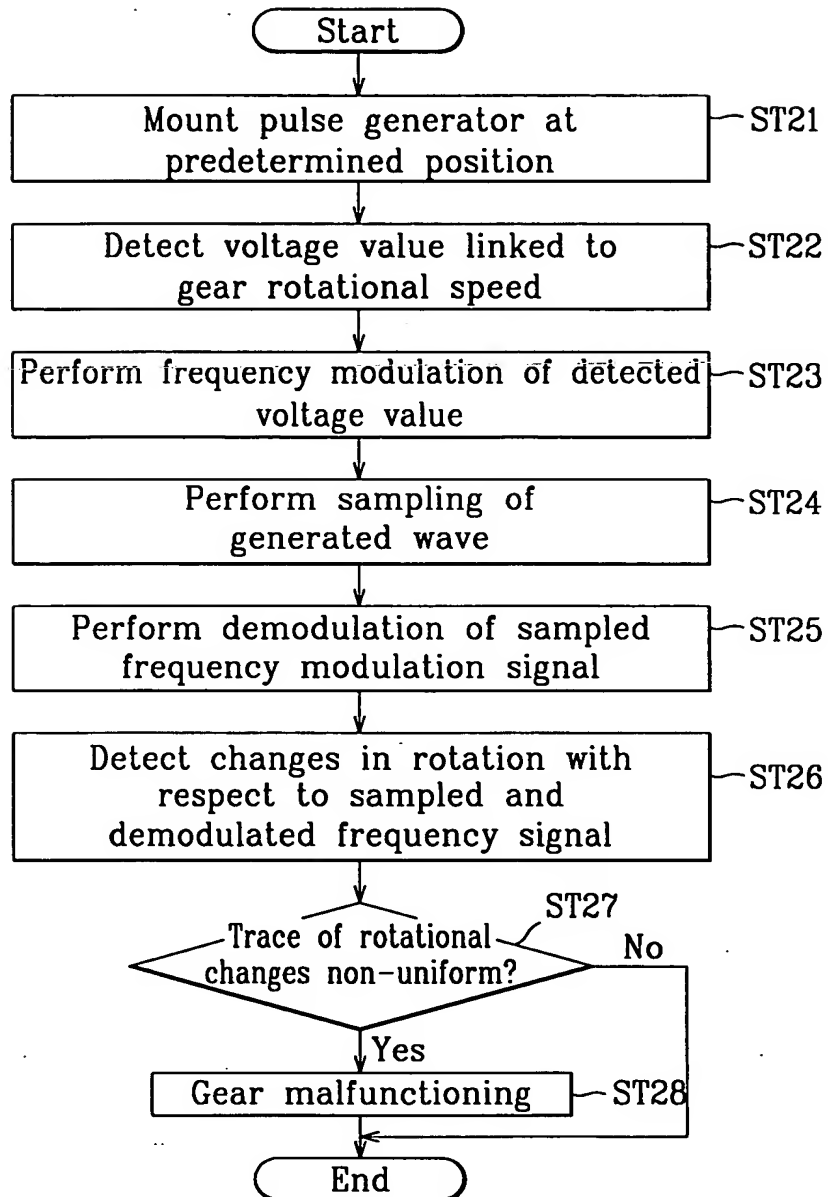 Start
Mount pulse generator at
predetermined position
ST21
Detect voltage value linked to
gear rotational speed
ST22
Perform frequency modulation of detected
voltage value
ST23
Perform sampling of
generated wave
ST24
Perform demodulation of sampled
frequency modulation signal
ST25
Detect changes in rotation with
respect to sampled and
demodulated frequency signal
ST26
ST27
Trace of rotational
changes non-uniform?
No
Yes
Gear malfunctioning
ST28
End